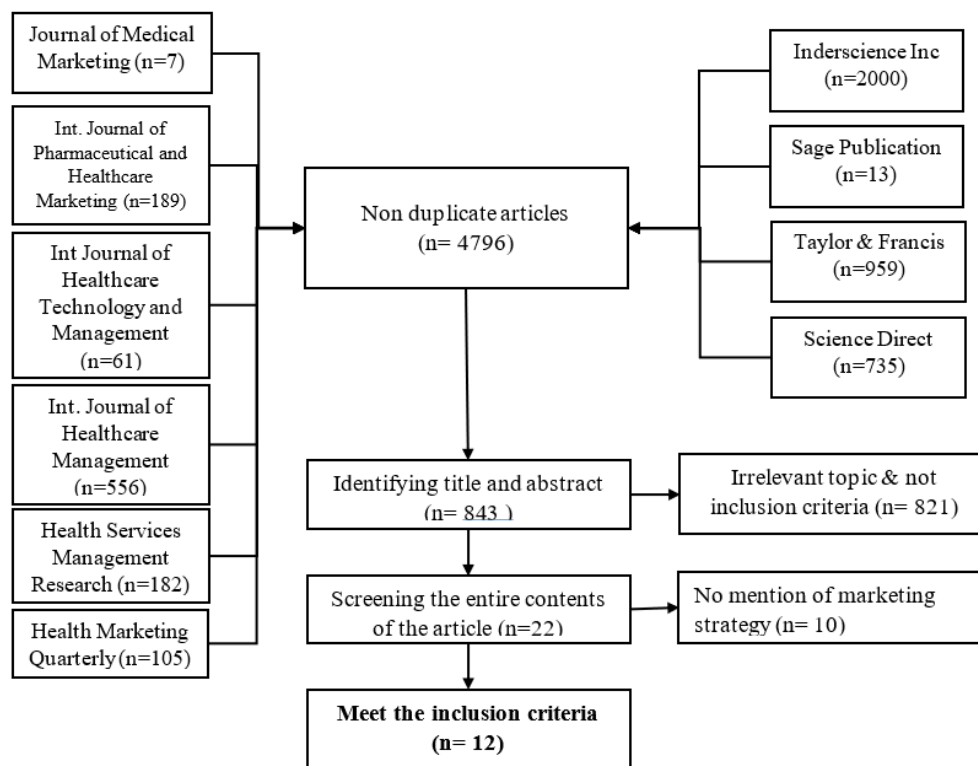 Journal of Medical
Marketing (n=7)
Int. Journal of
Pharmaceutical and
Healthcare
Marketing (n=189)
Int Journal of
Healthcare
Technology and
Management
(n=61)
Int. Journal of
Healthcare
Management
(n=556)
Health Services
Management
Research (n=182)
Health Marketing
Quarterly (n=105)
Non duplicate articles
(n= 4796)
Inderscience Inc
(n=2000)
Sage Publication
(n=13)
Taylor & Francis
(n=959)
Science Direct
(n=735)
Identifying title and abstract
(n= 843 )
Irrelevant topic & not
inclusion criteria (n= 821)
Screening the entire contents
of the article (n=22)
No mention of marketing
strategy (n= 10)
Meet the inclusion criteria
(n= 12)